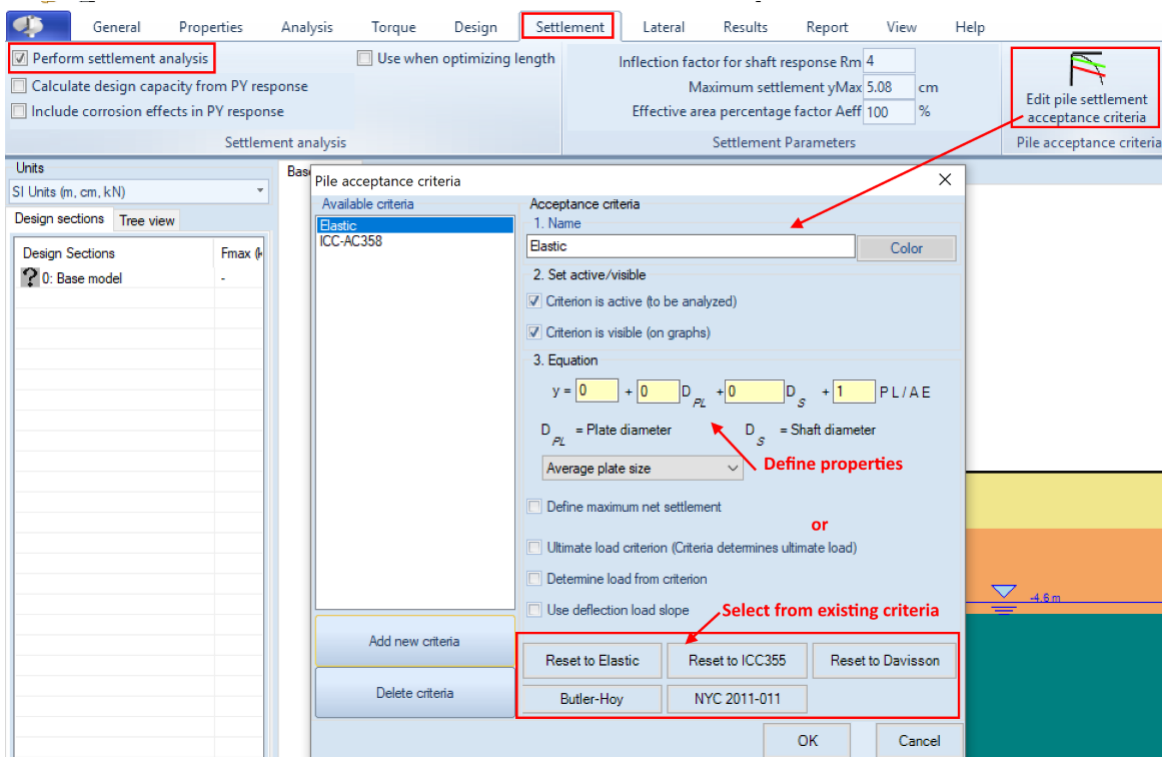 General Properties Analysis Torque Design Settlement Lateral Results Report View Help
Perform settlement analysis
Use when optimizing length
Calculate design capacity from PY response
Include corrosion effects in PY response
Settlement analysis
Inflection factor for shaft response Rm 4
Maximum settlement yMax 5.08 cm
Effective area percentage factor Aeff 100 %
Settlement Parameters
Edit pile settlement
acceptance criteria
Pile acceptance criteria
Units
SI Units (m, cm, kN)
Design sections Tree view
Design Sections
0: Base model -
Pile acceptance criteria
Available criteria
Elastic
ICC-AC358
Add new criteria
Delete criteria
Acceptance criteria
1. Name
Elastic Color
2. Set active/visible
Criterion is active (to be analyzed)
Criterion is visible (on graphs)
3. Equation
y = 0 + 0 D PL + 0 D S + 1 P L / A E
D PL = Plate diameter D S = Shaft diameter
Average plate size
Define properties
Define maximum net settlement
or
Ultimate load criterion (Criteria determines ultimate load)
Determine load from criterion
Use deflection load slope
Select from existing criteria
Reset to Elastic Reset to ICC355 Reset to Davisson
Butler-Hoy NYC 2011-011
OK Cancel
-4.6 m